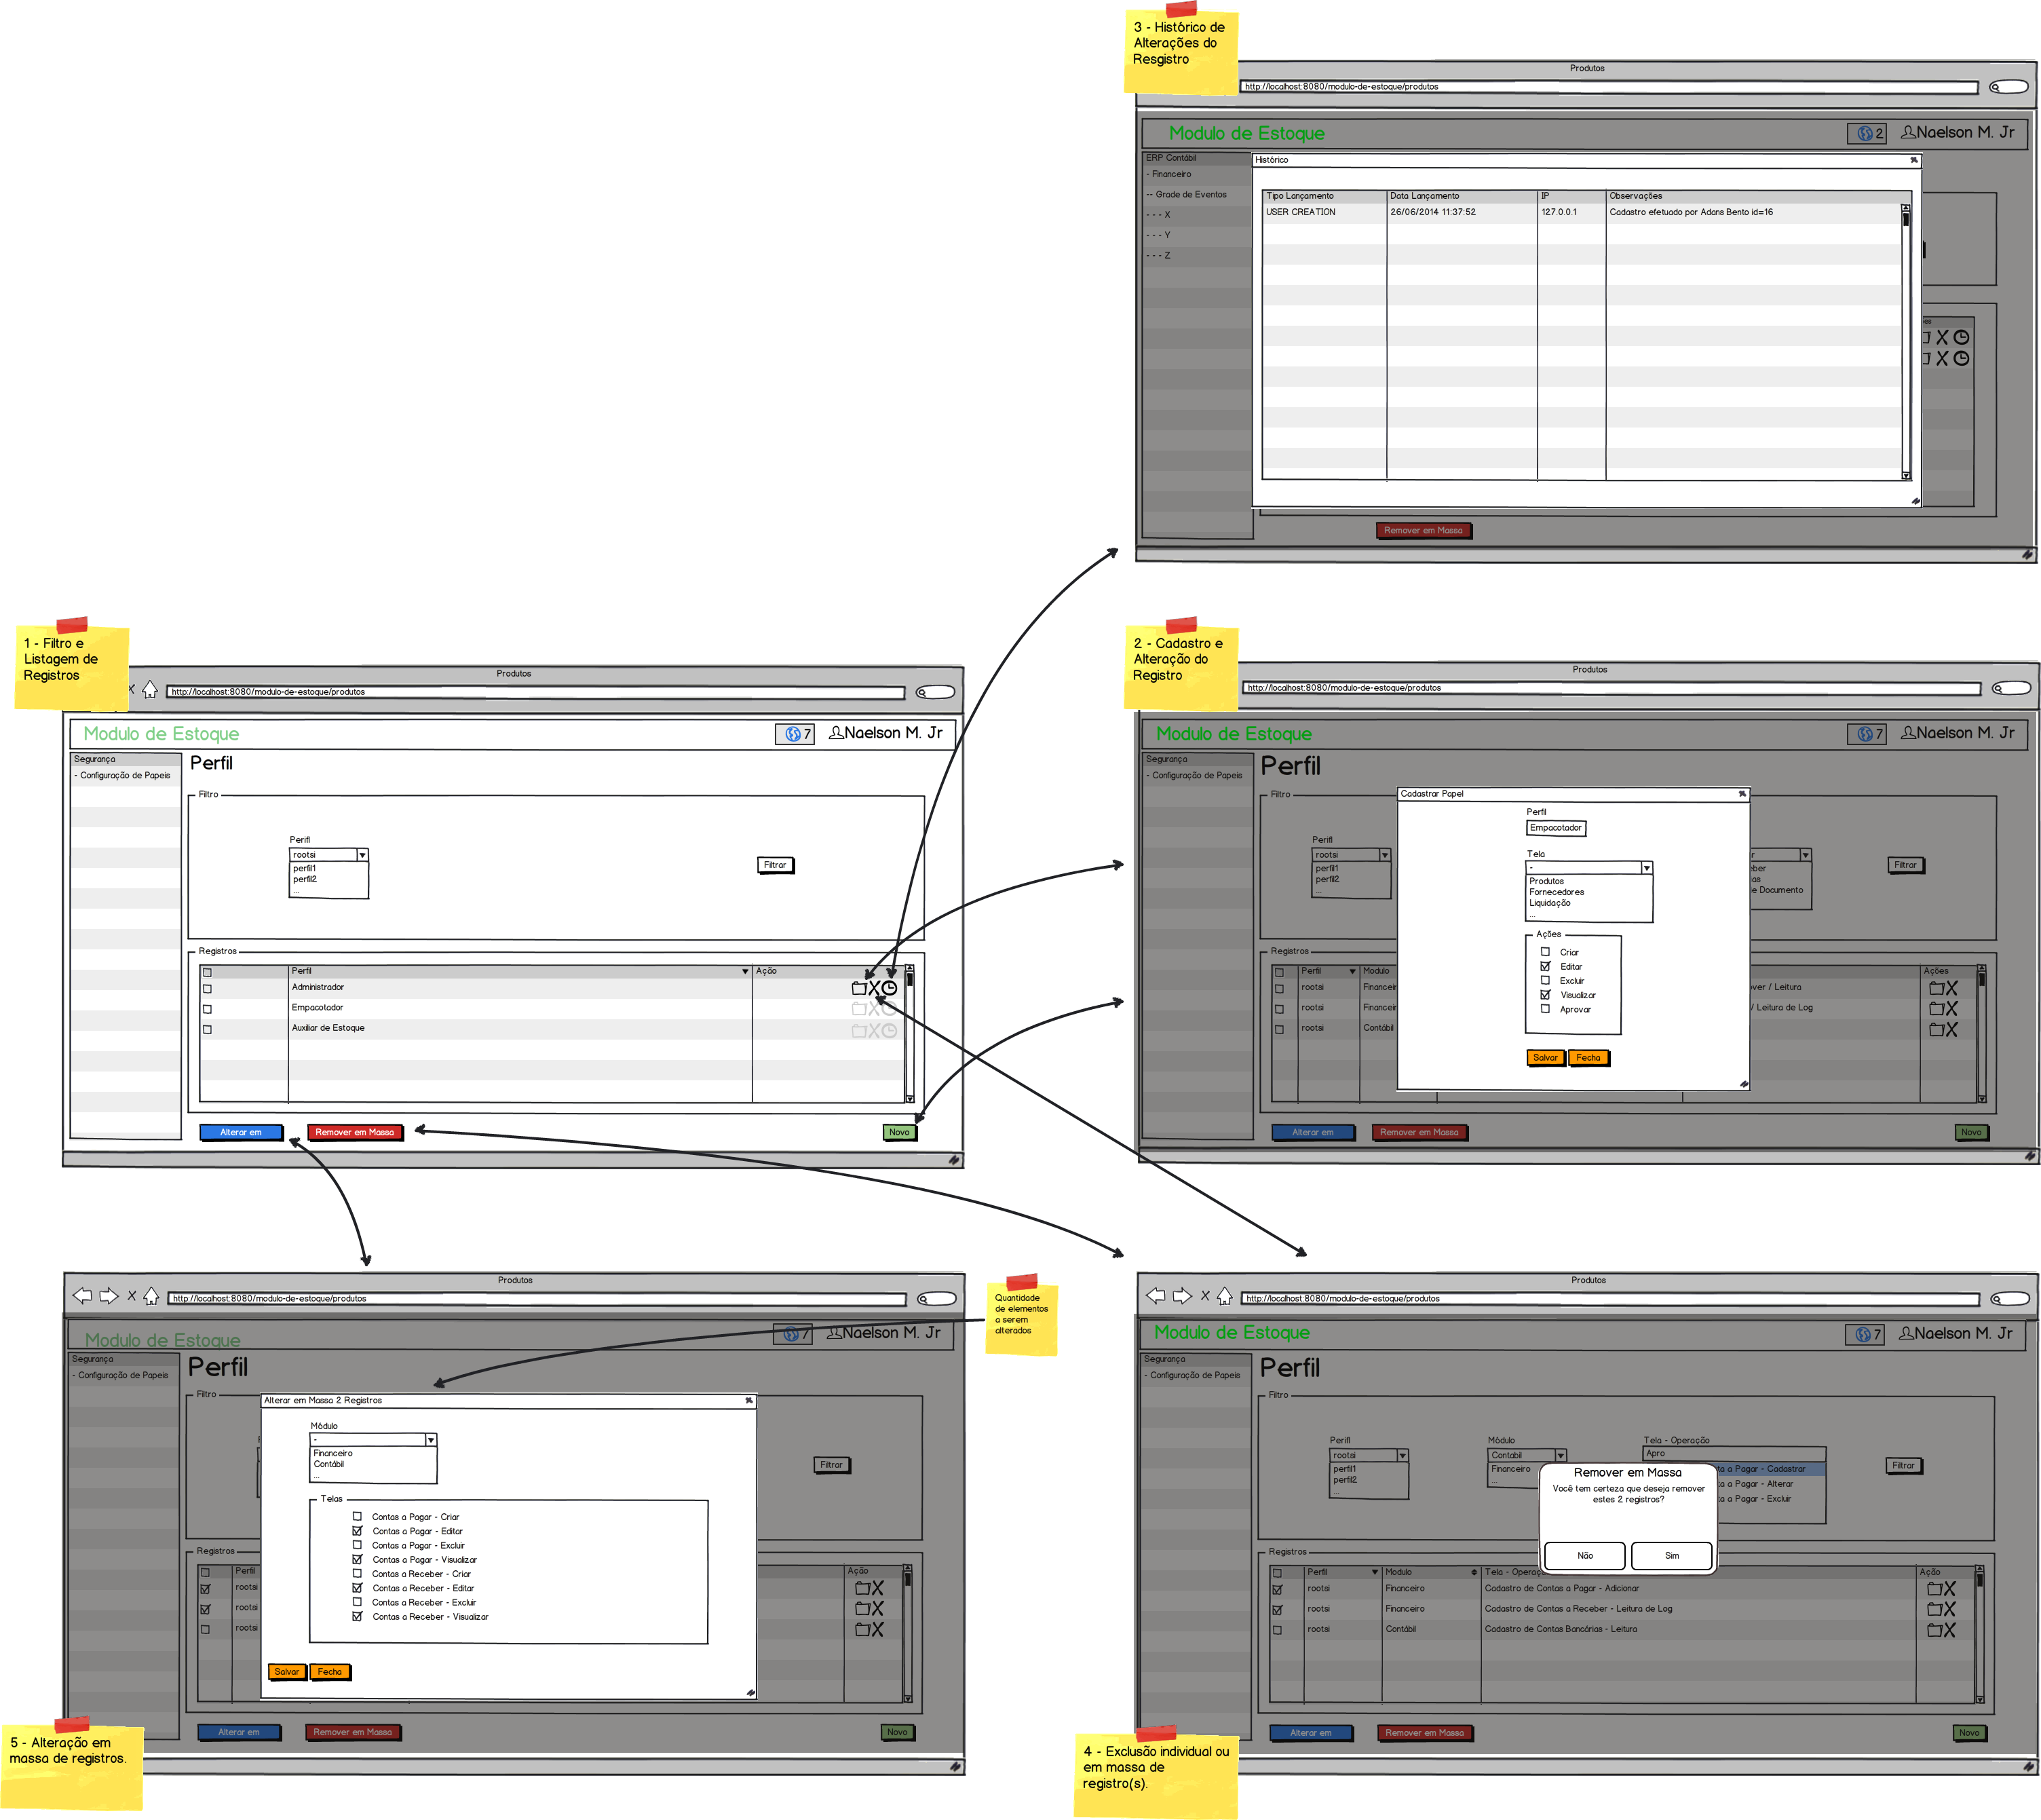 3 - Histórico de
Alterações do
Resgistro
Produtos
http://localhost:8080/modulo-de-estoque/produtos
Modulo de Estoque
2
Naelson M. Jr
ERP Contábil
- Financeiro
-- Grade de Eventos
- - - X
- - - Y
- - - Z
Histórico
Tipo Lançamento Data Lançamento IP Observações
USER CREATION 26/06/2014 11:37:52 127.0.0.1 Cadastro efetuado por Adans Bento id=16
Remover em Massa
1 - Filtro e
Listagem de
Registros
Produtos
http://localhost:8080/modulo-de-estoque/produtos
Modulo de Estoque
7
Naelson M. Jr
Segurança
- Configuração de Papeis
Perfil
Filtro
Perifl
rootsi
perfil1
perfil2
...
Filtrar
Registros
Perfil Ação
Administrador
Empacotador
Auxiliar de Estoque
Alterar em
Remover em Massa
Novo
2 - Cadastro e
Alteração do
Registro
Produtos
http://localhost:8080/modulo-de-estoque/produtos
Modulo de Estoque
7
Naelson M. Jr
Segurança
- Configuração de Papeis
Perfil
Filtro
Perifl
rootsi
perfil1
perfil2
...
Cadastrar Papel
Perfil
Empacotador
Tela
-
Produtos
Fornecedores
Liquidação
...
Ações
Criar
Editar
Excluir
Visualizar
Aprovar
Salvar
Fecha
e Documento
Filtrar
Registros
Perfil Modulo Ações
rootsi Financeir / Leitura
rootsi Financeir / Leitura de Log
rootsi Contábil
Alterar em
Remover em Massa
Novo
Produtos
http://localhost:8080/modulo-de-estoque/produtos
Modulo de Estoque
7
Naelson M. Jr
Segurança
- Configuração de Papeis
Perfil
Filtro
Filtrar
Alterar em Massa 2 Registros
Módulo
-
Financeiro
Contábil
...
Telas
Contas a Pagar - Criar
Contas a Pagar - Editar
Contas a Pagar - Excluir
Contas a Pagar - Visualizar
Contas a Receber - Criar
Contas a Receber - Editar
Contas a Receber - Excluir
Contas a Receber - Visualizar
Salvar
Fecha
Registros
Perfil Ação
rootsi
rootsi
rootsi
Alterar em
Remover em Massa
Novo
5 - Alteração em
massa de registros.
Quantidade
de elementos
a serem
alterados
Produtos
http://localhost:8080/modulo-de-estoque/produtos
Modulo de Estoque
7
Naelson M. Jr
Segurança
- Configuração de Papeis
Perfil
Filtro
Perifl
rootsi
perfil1
perfil2
...
Módulo
Contabil
Financeiro
...
Tela - Operação
Apro
ta a Pagar - Cadastrar
ta a Pagar - Alterar
ta a Pagar - Excluir
Filtrar
Remover em Massa
Você tem certeza que deseja remover
estes 2 registros?
Não
Sim
Registros
Perfil Modulo Tela - Operaç Ação
rootsi Financeiro Cadastro de Contas a Pagar - Adicionar
rootsi Financeiro Cadastro de Contas a Receber - Leitura de Log
rootsi Contábil Cadastro de Contas Bancárias - Leitura
Alterar em
Remover em Massa
Novo
4 - Exclusão individual ou
em massa de
registro(s).